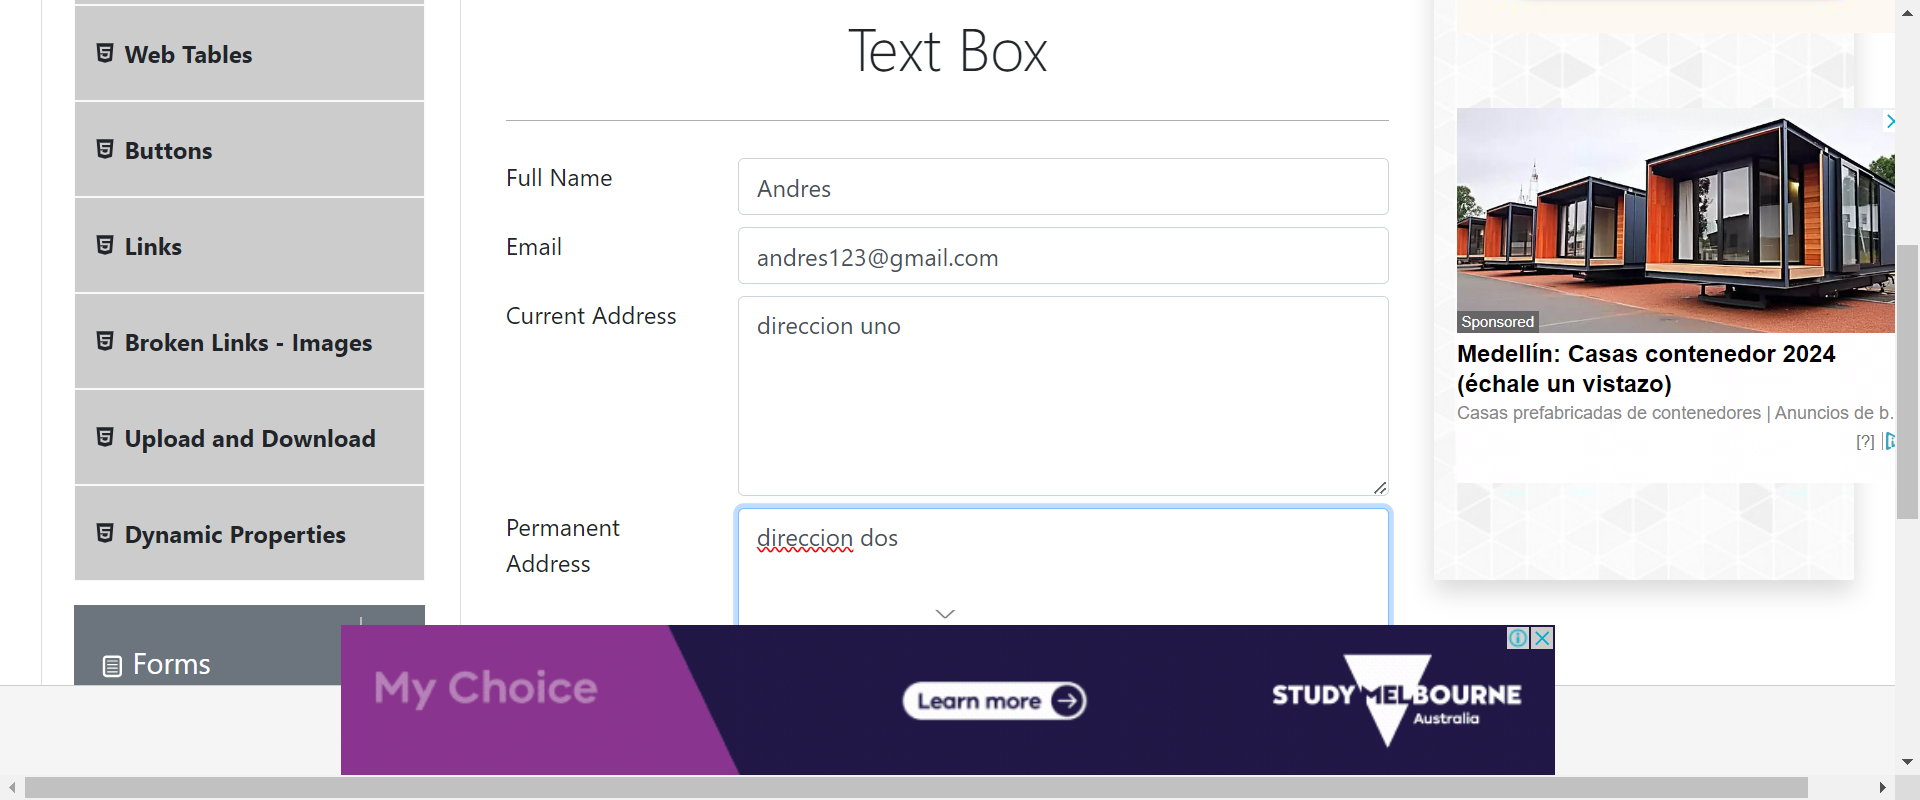 Web Tables
Buttons
Links
Broken Links - Images
Upload and Download
Dynamic Properties
Forms
Text Box
Full Name
Andres
Email
andres123@gmail.com
Current Address
direccion uno
Permanent
Address
direccion dos
Sponsored
Medellín: Casas contenedor 2024
(échale un vistazo)
Casas prefabricadas de contenedores | Anuncios de b.
[?]
My Choice
Learn more
STUDY MELBOURNE
Australia